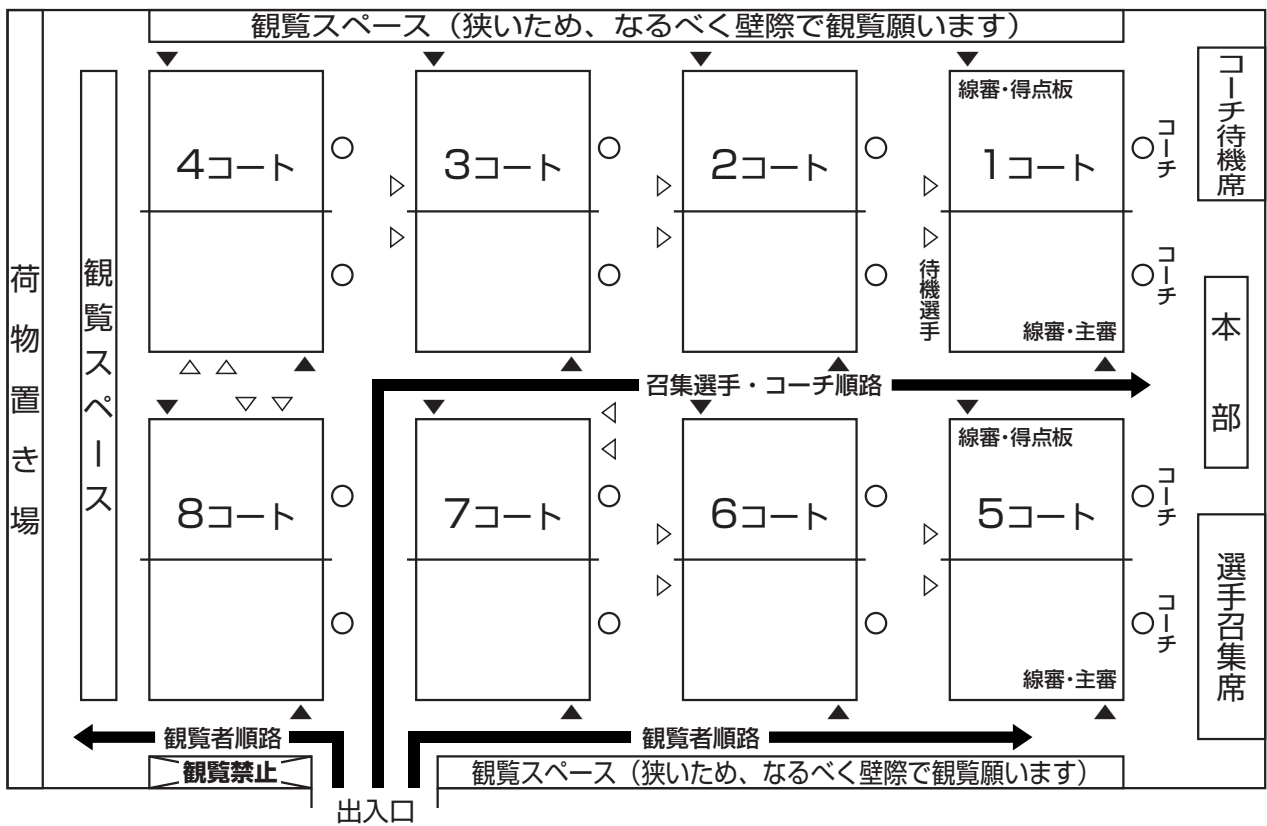 観覧スペース（狭いため、なるべく壁際で観覧願います）
荷物置き場
観覧スペース
4コート
3コート
2コート
線審・得点板
1コート
コーチ
コーチ
待機選手
線審・主審
コーチ待機席
本部
召集選手・コーチ順路
8コート
7コート
6コート
線審・得点板
5コート
コーチ
コーチ
線審・主審
選手召集席
観覧者順路
観覧者順路
観覧禁止
観覧スペース（狭いため、なるべく壁際で観覧願います）
出入口